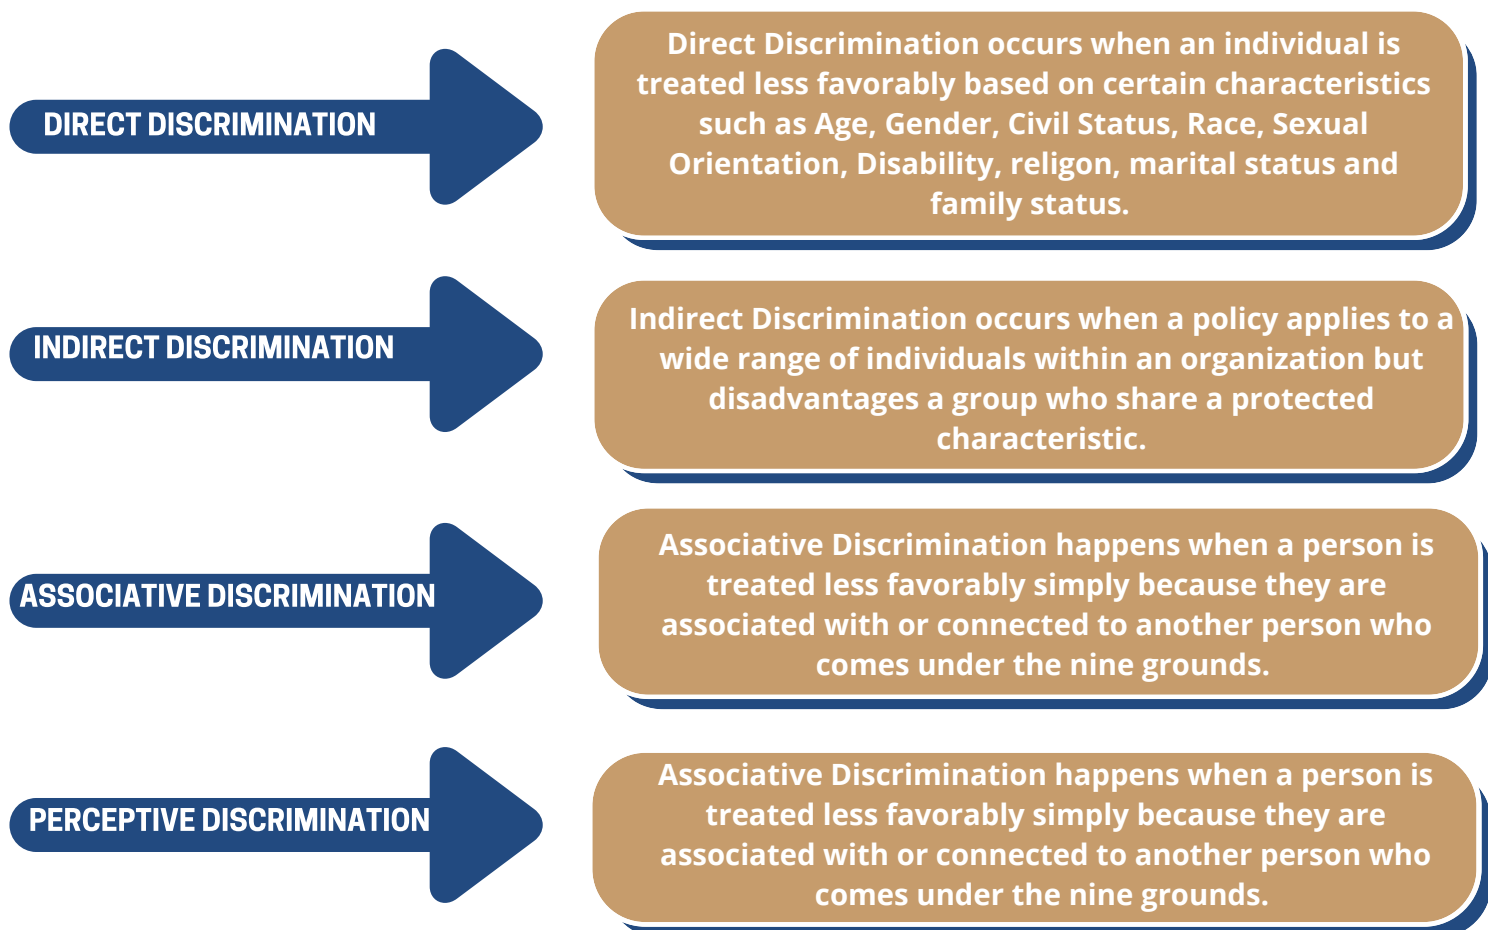 DIRECT DISCRIMINATION
Direct Discrimination occurs when an individual is
treated less favorably based on certain characteristics
such as Age, Gender, Civil Status, Race, Sexual
Orientation, Disability, religon, marital status and
family status.
INDIRECT DISCRIMINATION
Indirect Discrimination occurs when a policy applies to a
wide range of individuals within an organization but
disadvantages a group who share a protected
characteristic.
ASSOCIATIVE DISCRIMINATION
Associative Discrimination happens when a person is
treated less favorably simply because they are
associated with or connected to another person who
comes under the nine grounds.
PERCEPTIVE DISCRIMINATION
Associative Discrimination happens when a person is
treated less favorably simply because they are
associated with or connected to another person who
comes under the nine grounds.